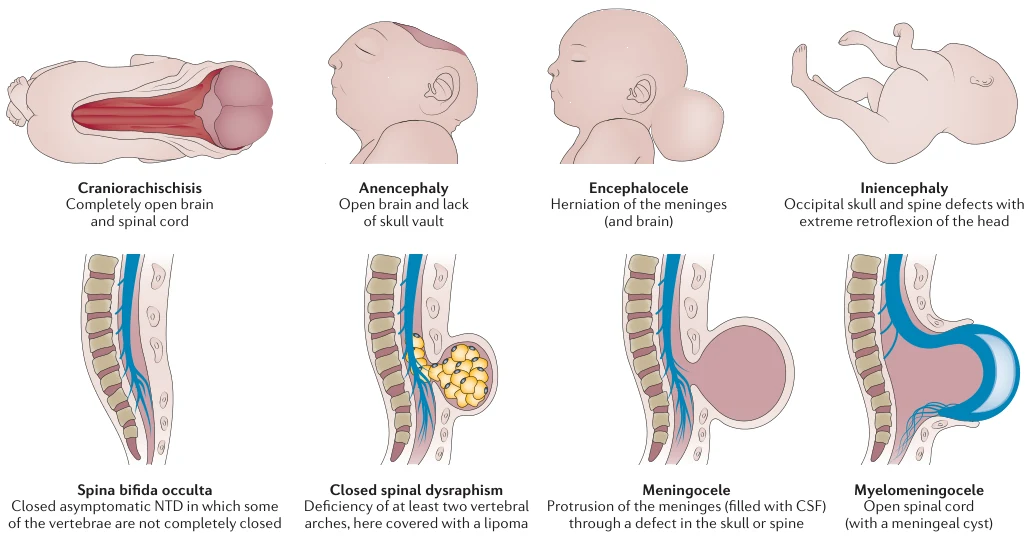 Craniorachischisis
Completely open brain
and spinal cord
Anencephaly
Open brain and lack
of skull vault
Encephalocele
Herniation of the meninges
(and brain)
Iniencephaly
Occipital skull and spine defects with
extreme retroflexion of the head
Spina bifida occulta
Closed asymptomatic NTD in which some
of the vertebrae are not completely closed
Closed spinal dysraphism
Deficiency of at least two vertebral
arches, here covered with a lipoma
Meningocele
Protrusion of the meninges (filled with CSF)
through a defect in the skull or spine
Myelomeningocele
Open spinal cord
(with a meningeal cyst)